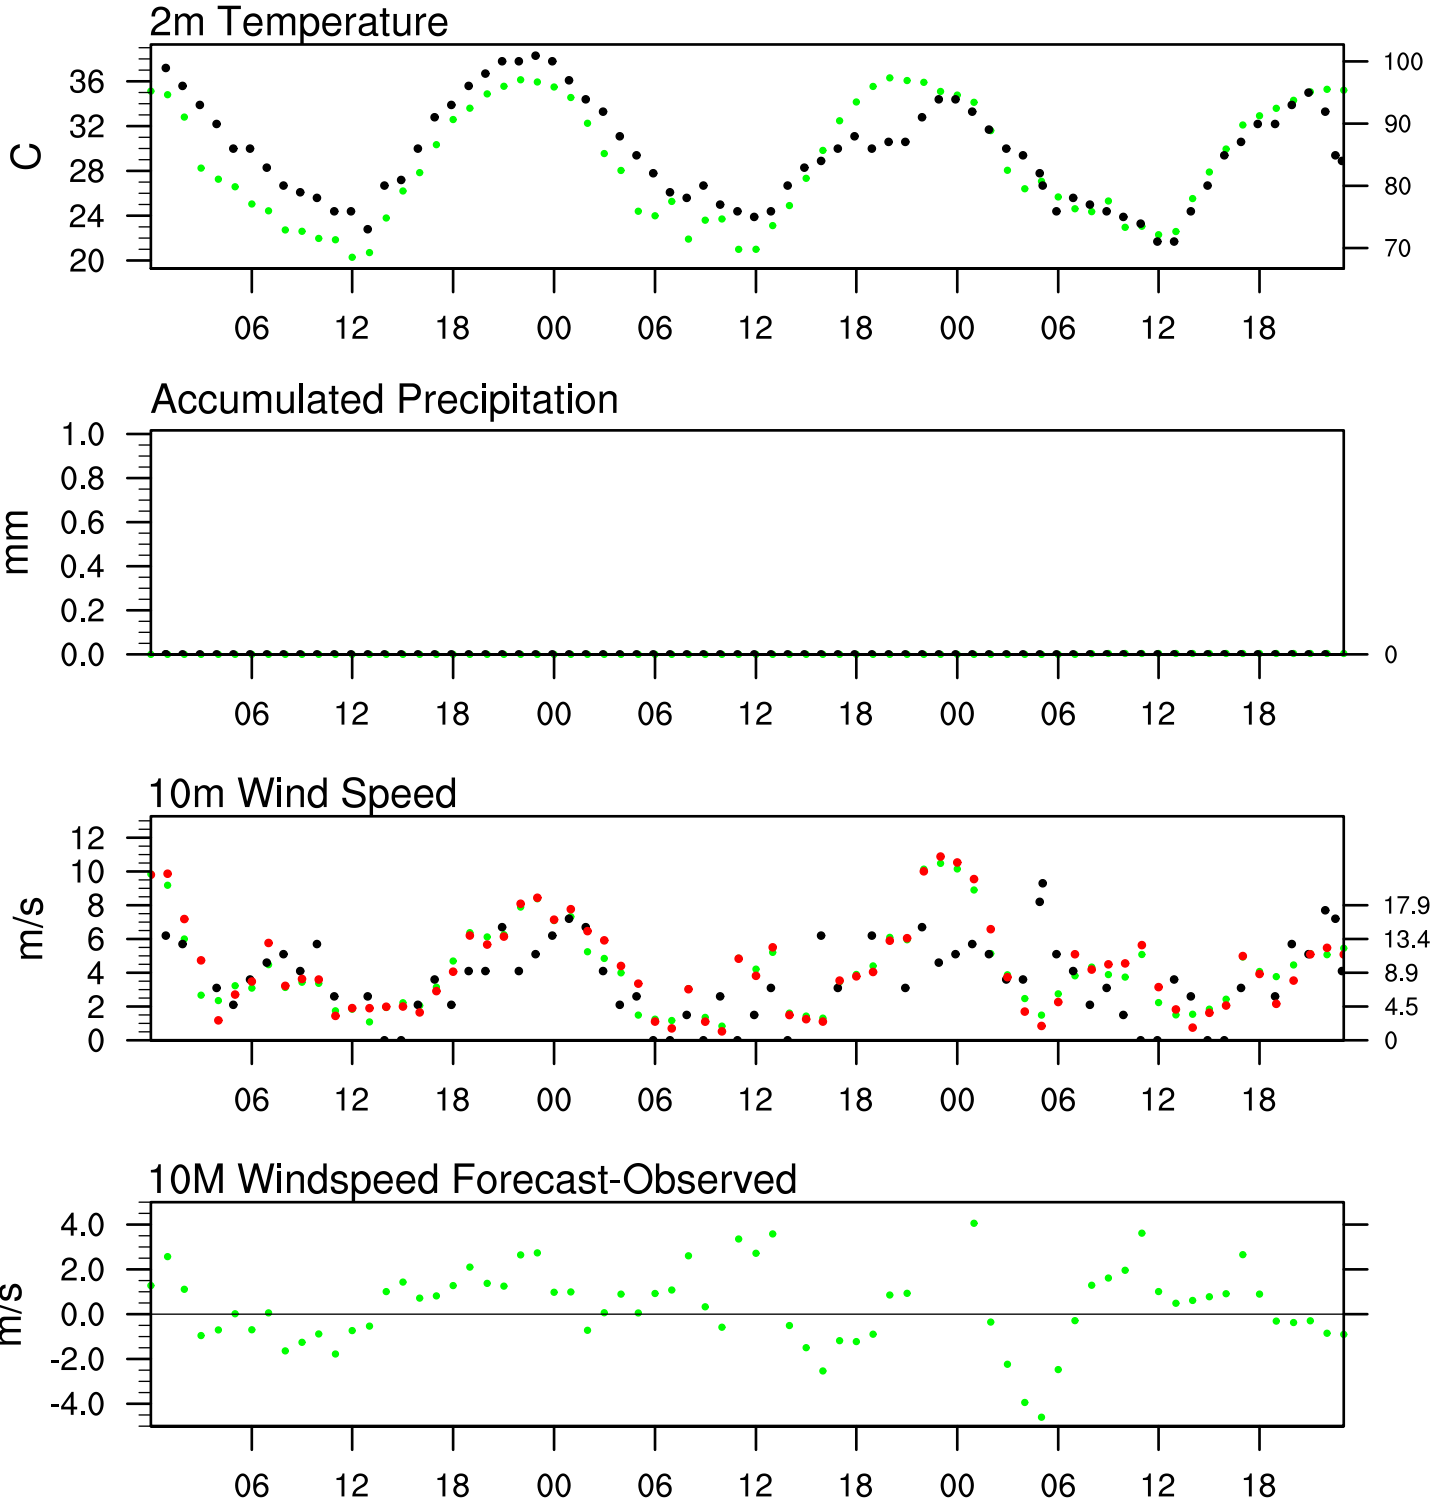 2m Temperature
36
32
28
24
20
C
100
90
80
70
06 12 18 00 06 12 18 00 06 12 18
Accumulated Precipitation
1.0
0.8
0.6
0.4
0.2
0.0
mm
0
06 12 18 00 06 12 18 00 06 12 18
10m Wind Speed
12
10
8
6
4
2
0
m/s
17.9
13.4
8.9
4.5
0
06 12 18 00 06 12 18 00 06 12 18
10M Windspeed Forecast-Observed
4.0
2.0
0.0
-2.0
-4.0
m/s
06 12 18 00 06 12 18 00 06 12 18